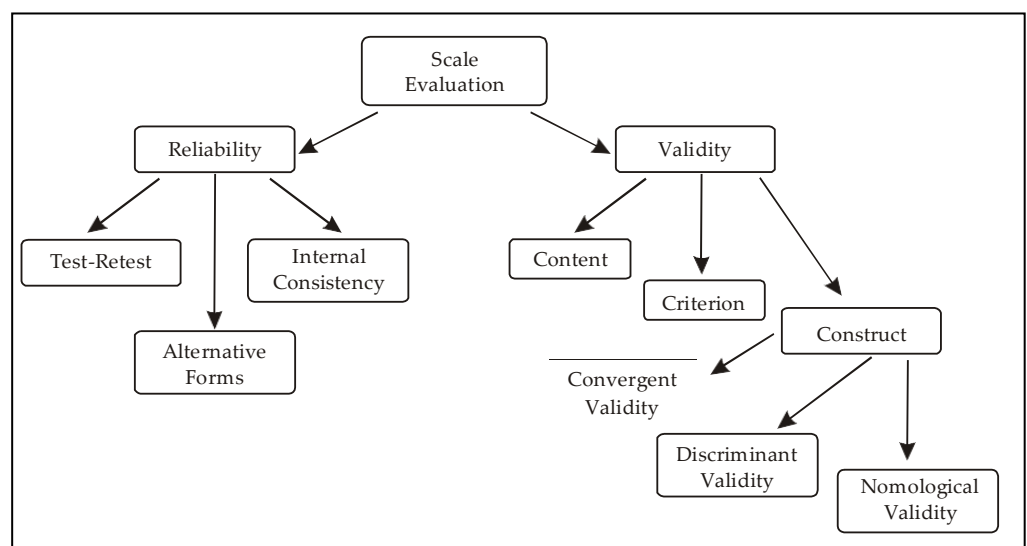 Scale
Evaluation
Reliability
Validity
Test-Retest
Internal
Consistency
Alternative
Forms
Content
Criterion
Construct
Convergent
Validity
Discriminant
Validity
Nomological
Validity